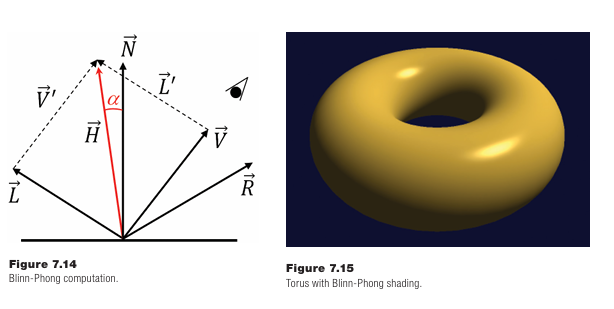 N⃗
V⃗'
L⃗'
α
H⃗
V⃗
L⃗
R⃗
Figure 7.14
Blinn-Phong computation.
Figure 7.15
Torus with Blinn-Phong shading.